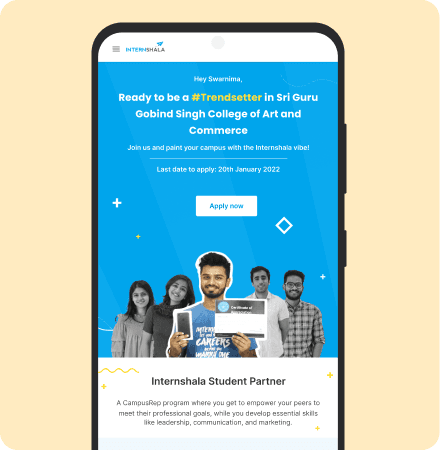 INTERNSHALA
Hey Swarnima,
Ready to be a #Trendsetter in Sri Guru
Gobind Singh College of Art and
Commerce
Join us and paint your campus with the Internshala vibe!
Last date to apply: 20th January 2022
Apply now
Certificate of
INTERNS
CAREERS
Internshala Student Partner
A CampusRep program where you get to empower your peers to
meet their professional goals, while you develop essential skills
like leadership, communication, and marketing.